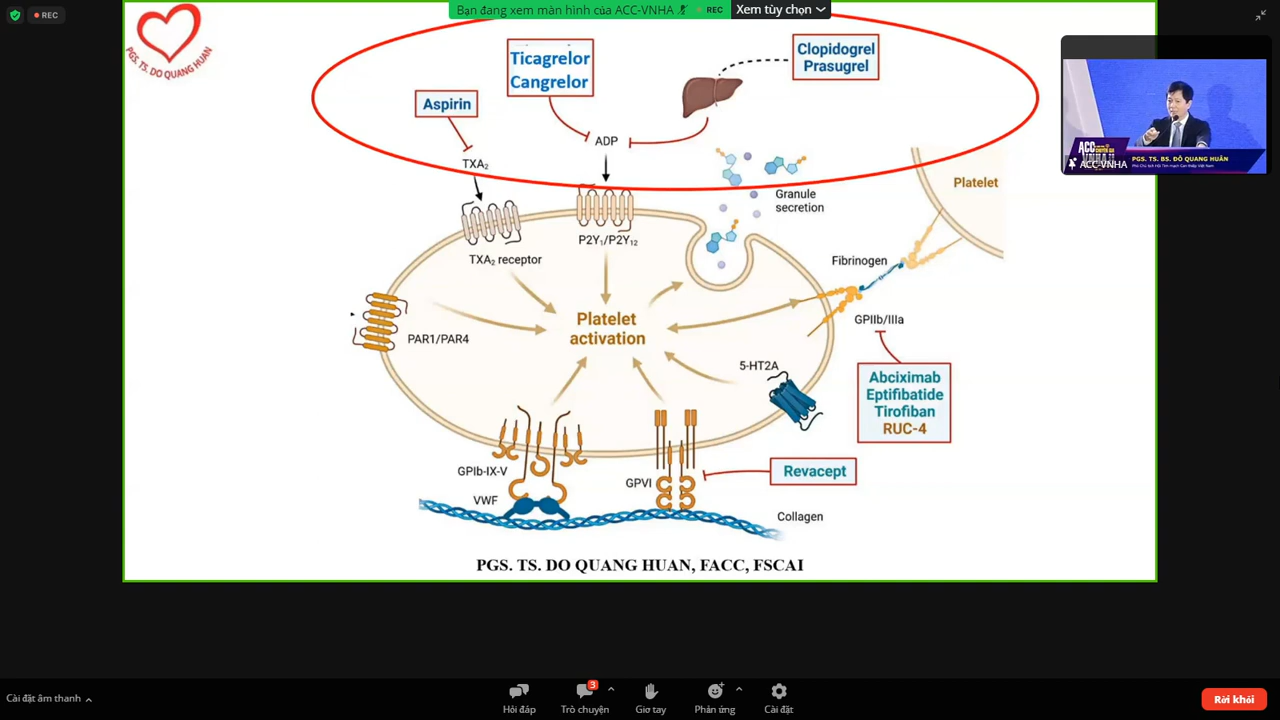 REC
Bạn đang xem màn hình của ACC-VNHA
REC
Xem tùy chọn
PGS. TS. DO QUANG HUAN
Ticagrelor
Cangrelor
Clopidogrel
Prasugrel
Aspirin
ADP
TXA₂
Granule
secretion
Platelet
P2Y₁/P2Y₁₂
TXA₂ receptor
Fibrinogen
Platelet
activation
GPIIb/IIIa
PAR1/PAR4
5-HT2A
Abciximab
Eptifibatide
Tirofiban
RUC-4
GPIb-IX-V
GPVI
Revacept
VWF
Collagen
PGS. TS. DO QUANG HUAN, FACC, FSCAI
PGS. TS. BS. ĐỖ QUANG HUÂN
ACC-VNHA
Cài đặt âm thanh
Hỏi đáp
3
Trò chuyện
Giơ tay
Phản ứng
Cài đặt
Rời khỏi